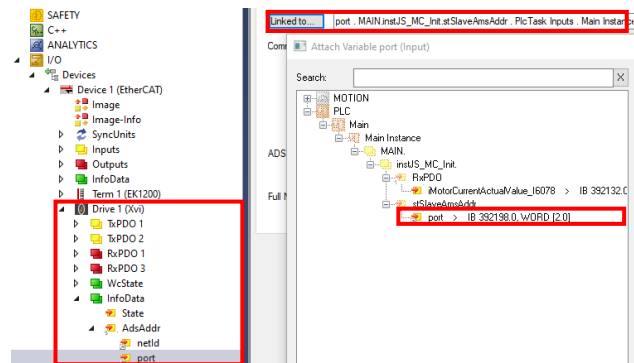 SAFETY
C++
ANALYTICS
I/O
Devices
Device 1 (EtherCAT)
Image
Image-Info
SyncUnits
Inputs
Outputs
InfoData
Term 1 (EK1200)
Drive 1 (Xvi)
TxPDO 1
TxPDO 2
RxPDO 1
RxPDO 3
WcState
InfoData
State
AdsAddr
netId
port
Linked to... port . MAIN.instJS_MC_Init.stSlaveAmsAddr . PlcTask Inputs . Main Instance
Comm
ADS
Full N
Attach Variable port (Input)
Search: X
MOTION
PLC
Main
Main Instance
MAIN.
instJS_MC_Init.
RxPDO
iMotorCurrentActualValue_I6078 > IB 392132.0
stSlaveAmsAddr
port > IB 392198.0, WORD [2.0]